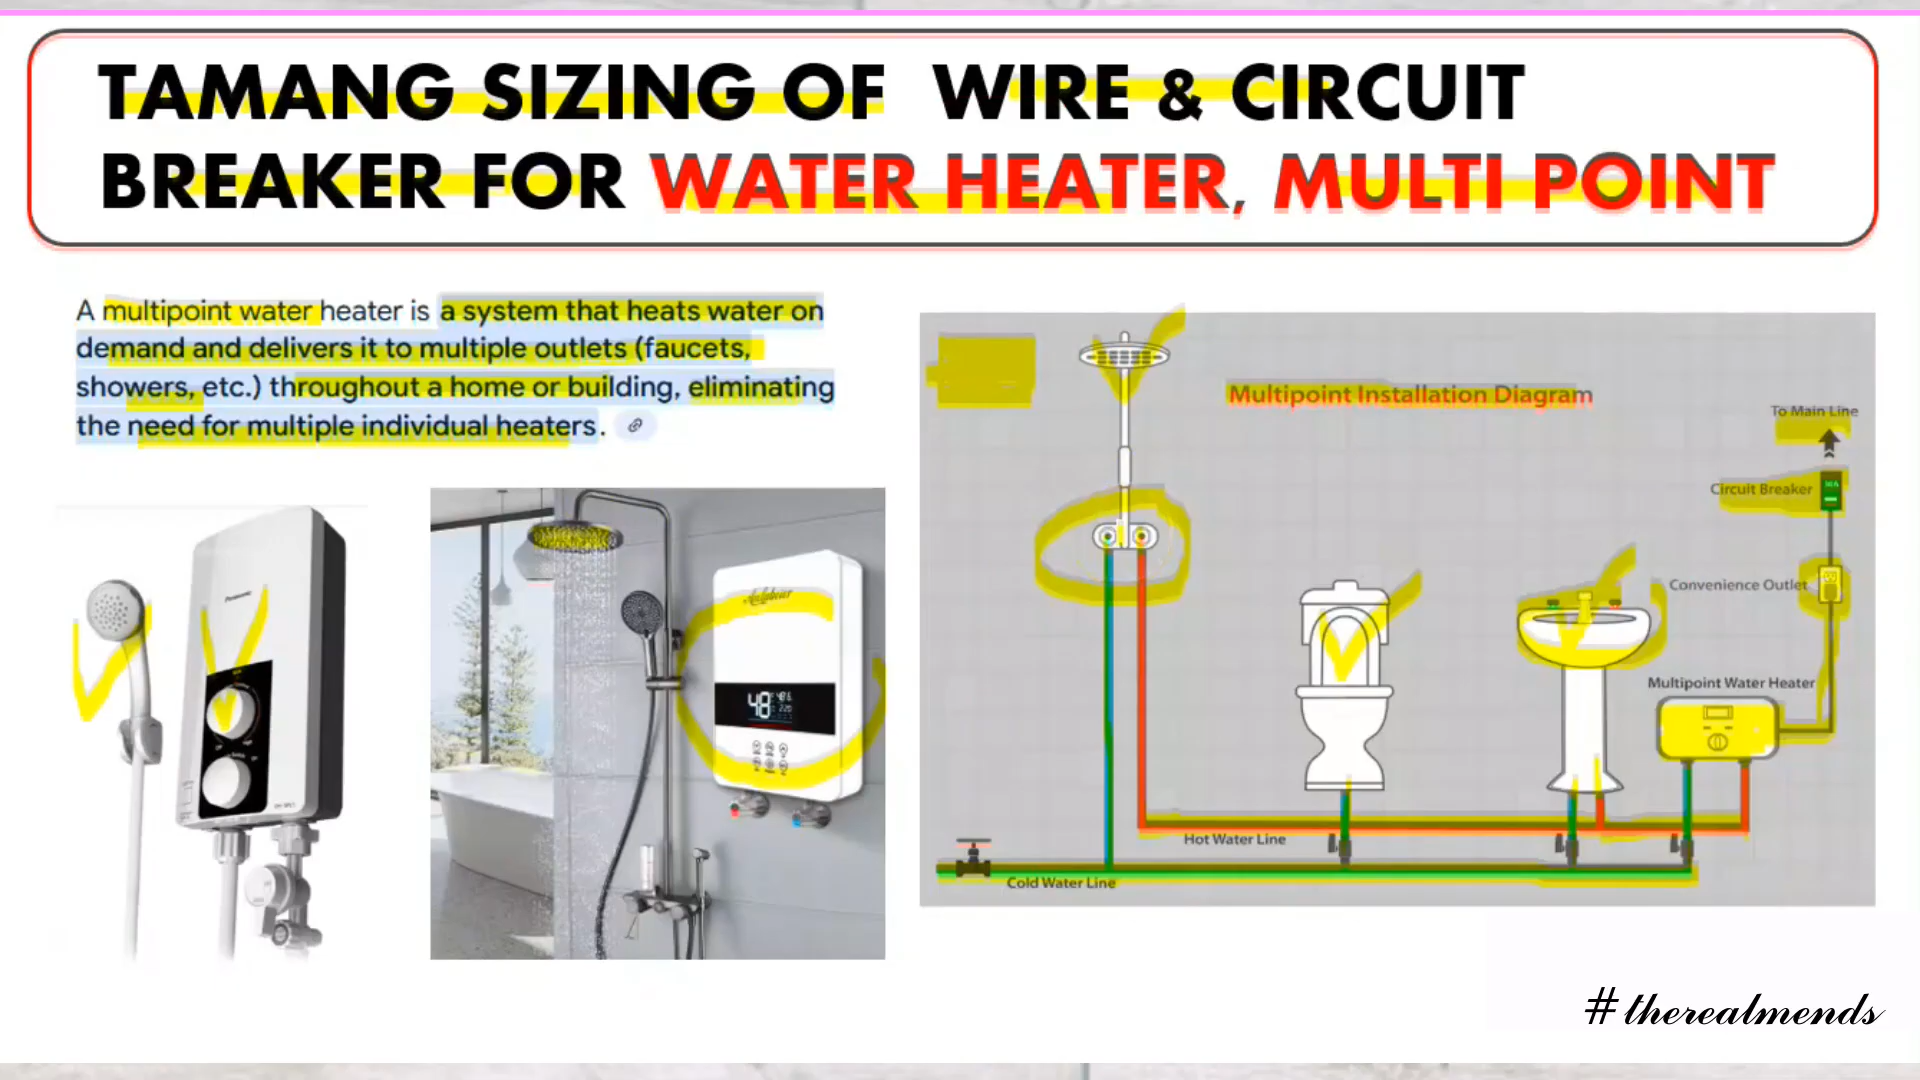 TAMANG SIZING OF WIRE & CIRCUIT
BREAKER FOR WATER HEATER, MULTI POINT
A multipoint water heater is a system that heats water on
demand and delivers it to multiple outlets (faucets,
showers, etc.) throughout a home or building, eliminating
the need for multiple individual heaters.
Panasonic
48
Multipoint Installation Diagram
To Main Line
Circuit Breaker
Convenience Outlet
Multipoint Water Heater
Hot Water Line
Cold Water Line
#therealmends